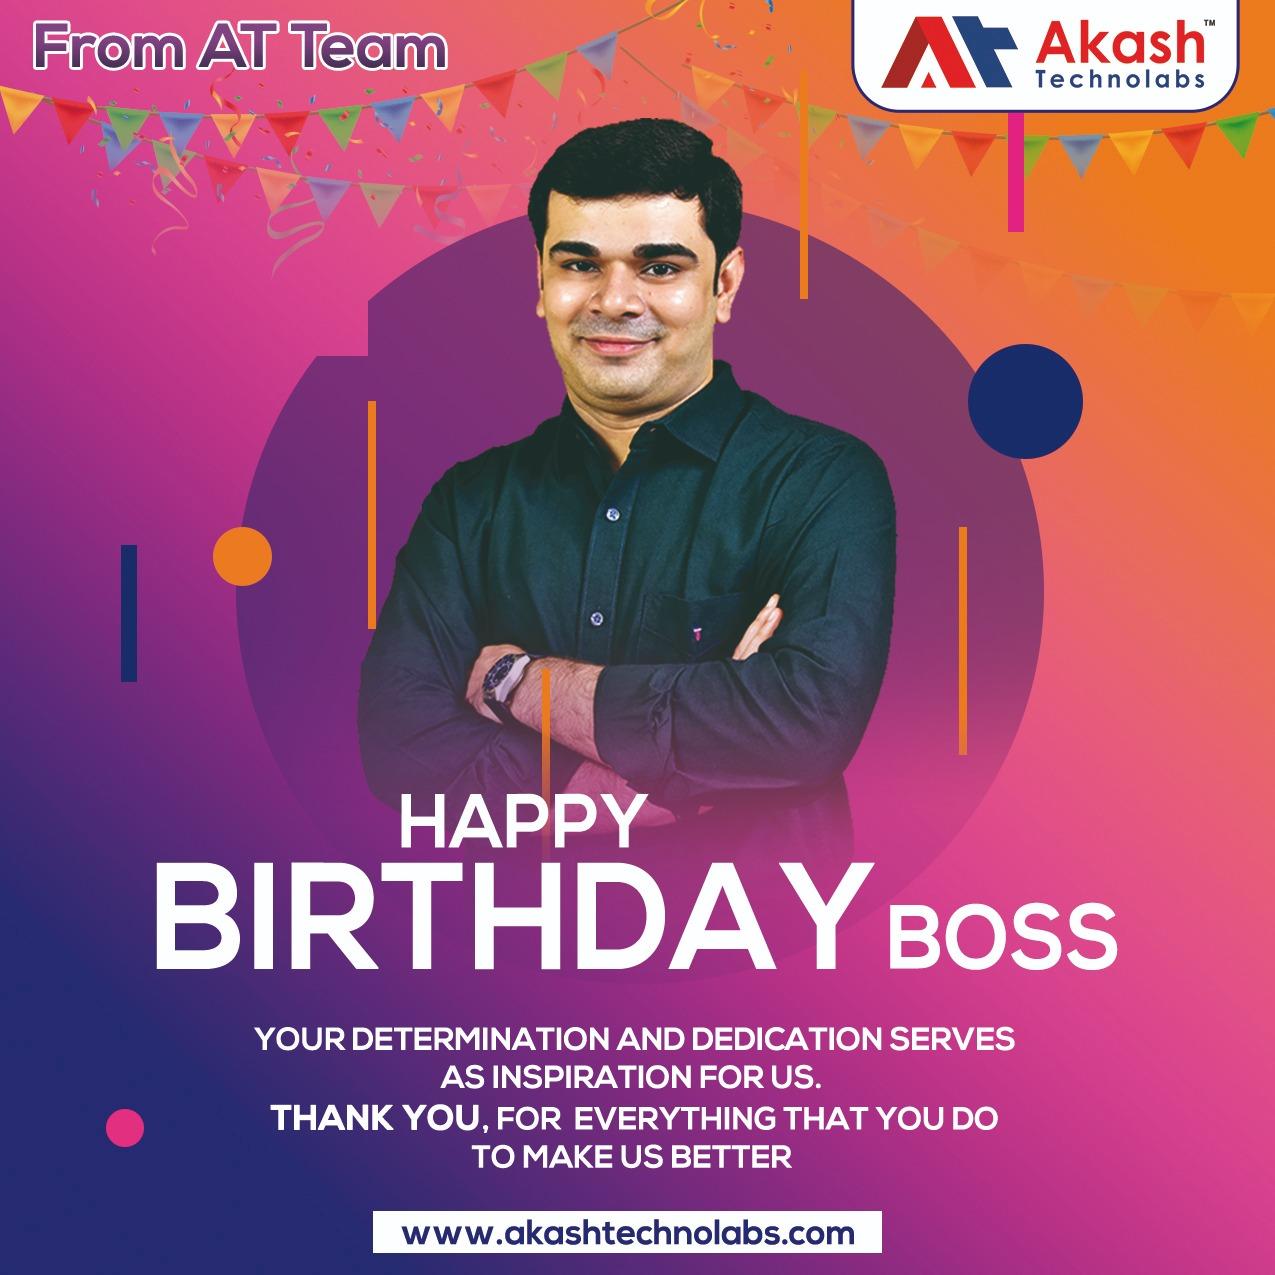 From AT Team
AT Akash™
Technolabs
HAPPY
BIRTHDAY BOSS
YOUR DETERMINATION AND DEDICATION SERVES
AS INSPIRATION FOR US.
THANK YOU, FOR EVERYTHING THAT YOU DO
TO MAKE US BETTER
www.akashtechnolabs.com